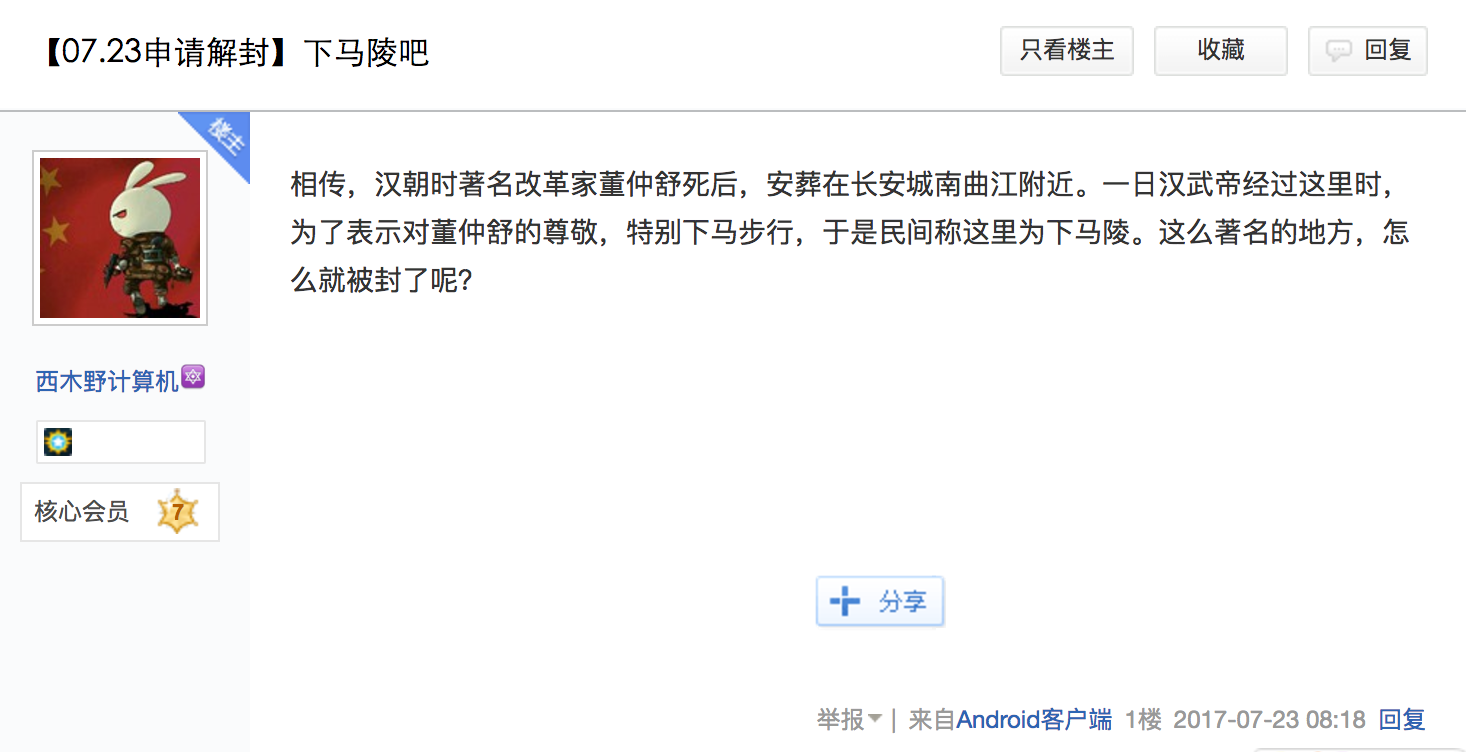 【07.23申请解封】下马陵吧
只看楼主
收藏
回复
楼主
相传，汉朝时著名改革家董仲舒死后，安葬在长安城南曲江附近。一日汉武帝经过这里时，
为了表示对董仲舒的尊敬，特别下马步行，于是民间称这里为下马陵。这么著名的地方，怎
么就被封了呢?
西木野计算机
核心会员 7
分享
举报 | 来自Android客户端 1楼 2017-07-23 08:18 回复